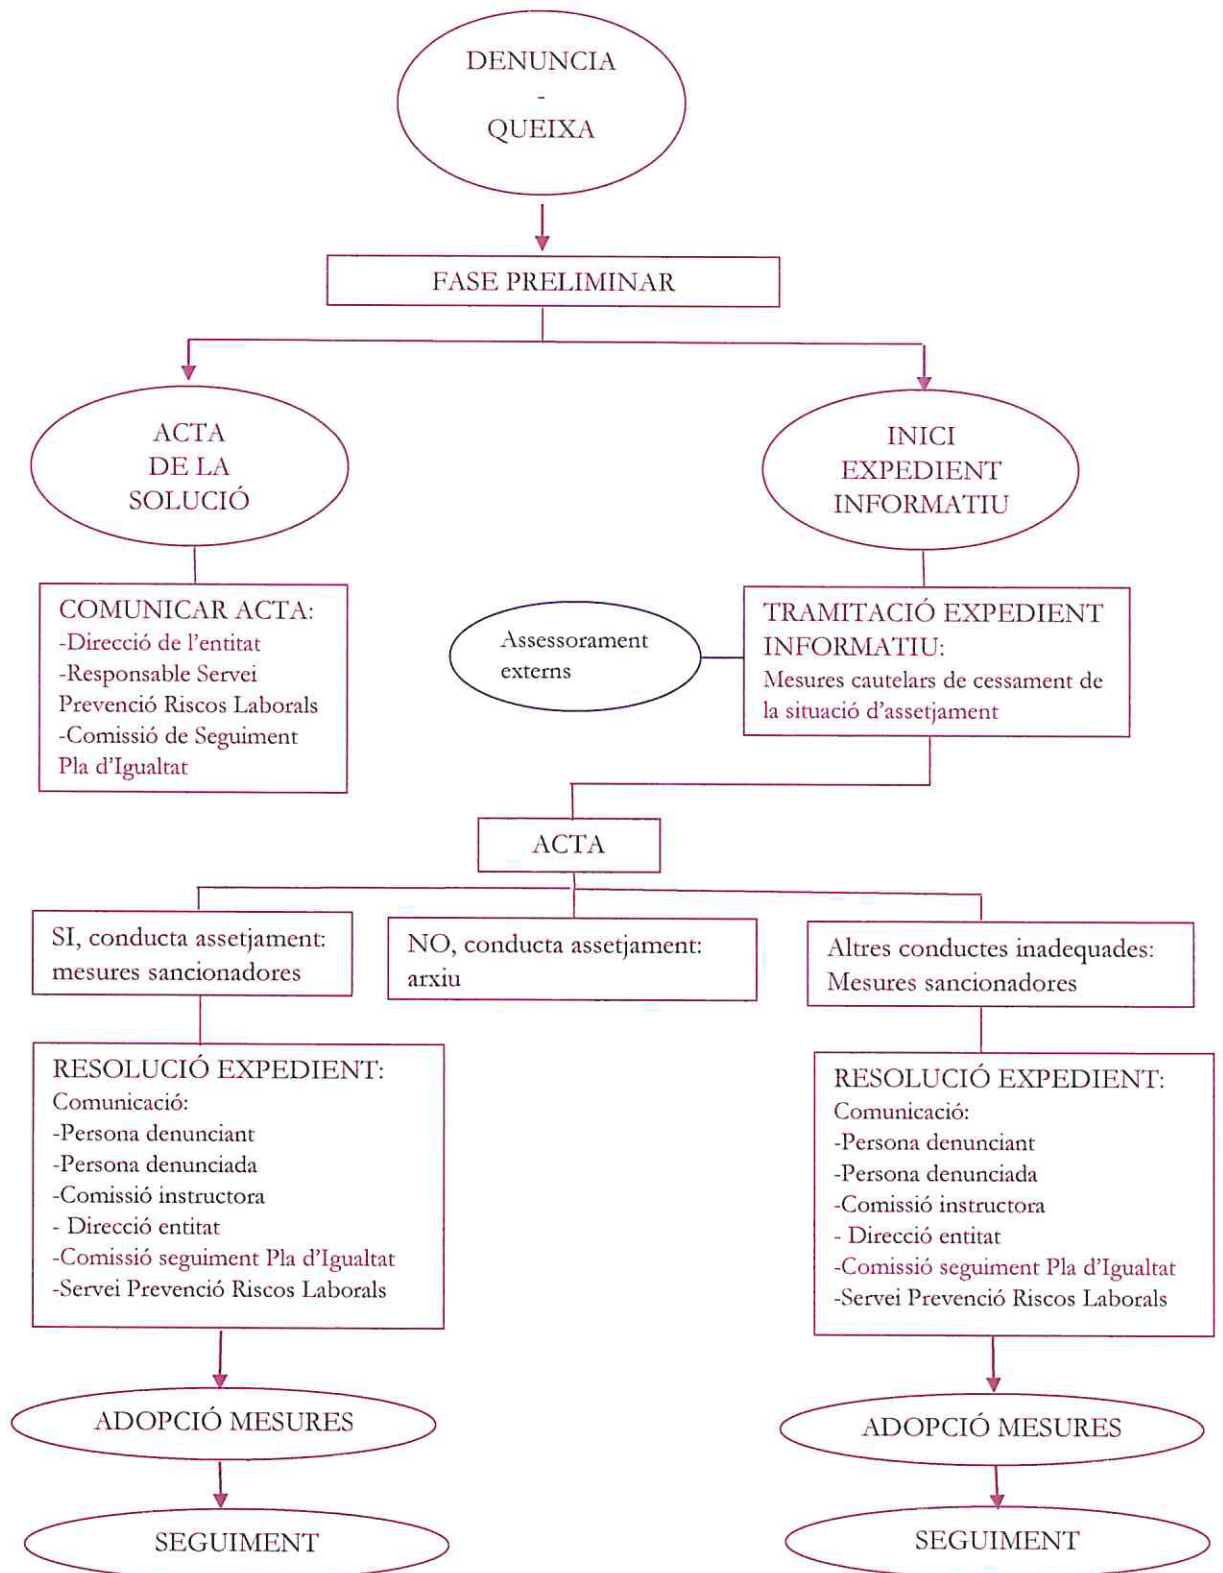 DENUNCIA
-
QUEIXA
FASE PRELIMINAR
ACTA
DE LA
SOLUCIÓ
INICI
EXPEDIENT
INFORMATIU
COMUNICAR ACTA:
-Direcció de l'entitat
-Responsable Servei
Prevenció Riscos Laborals
-Comissió de Seguiment
Pla d'Igualtat
Assessorament
externs
TRAMITACIÓ EXPEDIENT
INFORMATIU:
Mesures cautelars de cessament de
la situació d'assetjament
ACTA
SI, conducta assetjament:
mesures sancionadores
NO, conducta assetjament:
arxiu
Altres conductes inadequades:
Mesures sancionadores
RESOLUCIÓ EXPEDIENT:
Comunicació:
-Persona denunciant
-Persona denunciada
-Comissió instructora
- Direcció entitat
-Comissió seguiment Pla d'Igualtat
-Servei Prevenció Riscos Laborals
RESOLUCIÓ EXPEDIENT:
Comunicació:
-Persona denunciant
-Persona denunciada
-Comissió instructora
- Direcció entitat
-Comissió seguiment Pla d'Igualtat
-Servei Prevenció Riscos Laborals
ADOPCIÓ MESURES
ADOPCIÓ MESURES
SEGUIMENT
SEGUIMENT